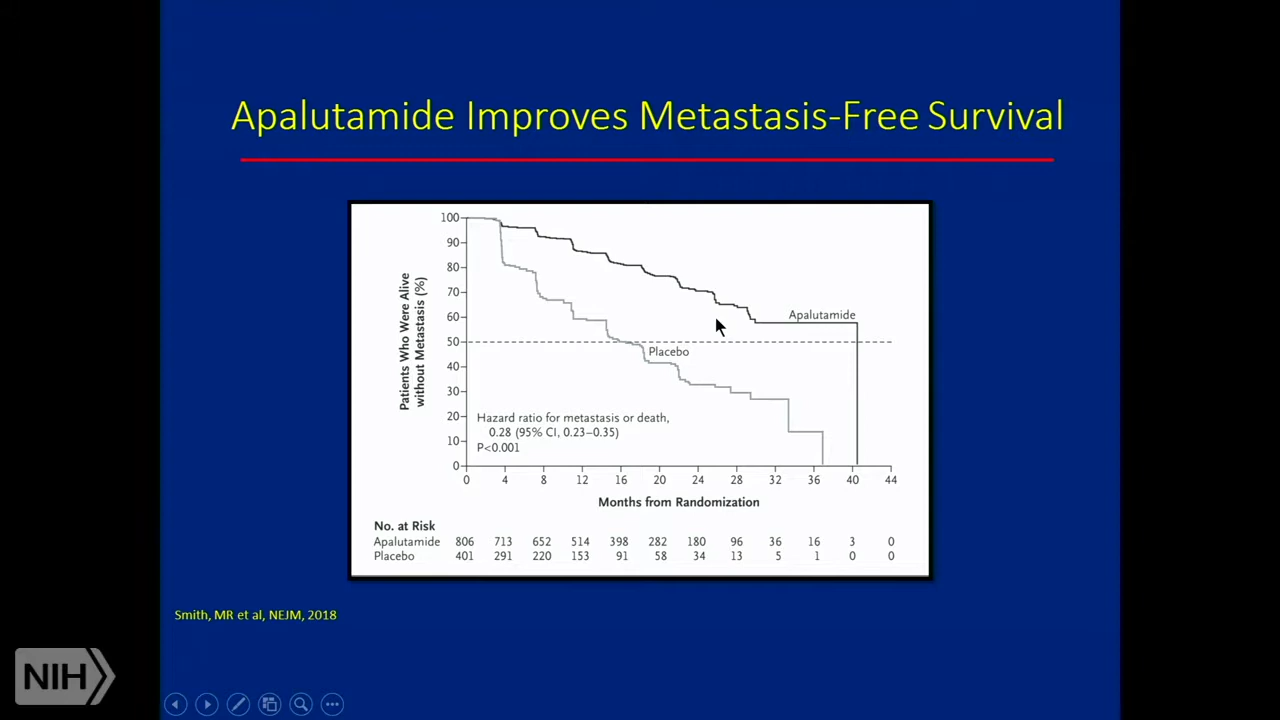 Apalutamide Improves Metastasis-Free Survival
Patients Who Were Alive
without Metastasis (%)
100
90
80
70
60
50
40
30
20
10
0
Apalutamide
Placebo
Hazard ratio for metastasis or death,
0.28 (95% CI, 0.23–0.35)
P<0.001
0 4 8 12 16 20 24 28 32 36 40 44
Months from Randomization
No. at Risk
Apalutamide 806 713 652 514 398 282 180 96 36 16 3 0
Placebo 401 291 220 153 91 58 34 13 5 1 0 0
Smith, MR et al, NEJM, 2018
NIH